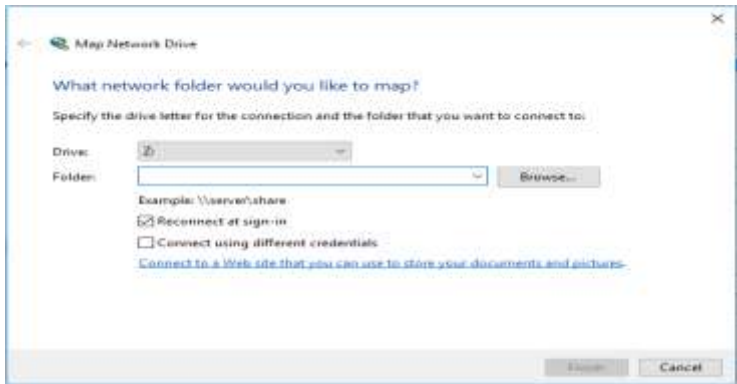 Map Network Drive
What network folder would you like to map?
Specify the drive letter for the connection and the folder that you want to connect to:
Drive: Z:
Folder: Browse...
Example: \\server\share
Reconnect at sign-in
Connect using different credentials
Connect to a Web site that you can use to store your documents and pictures.
Finish Cancel